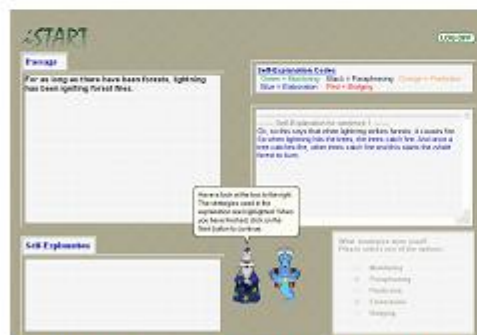 iSTART
LOG OFF
Passage
For as long as there have been forests, lightning
has been igniting forest fires.
Self-Explanation Codes
Green = Monitoring Black = Paraphrasing Orange = Prediction
Blue = Elaboration Red = Bridging
Self-Explanation for sentence 1
Ok, so this says that when lightning strikes forests, it causes fire.
So when lightning hits the trees, the trees catch fire. And once a
tree catches fire, other trees catch fire and this starts the whole
forest to burn.
Have a look at the box to the right.
The strategies used in the
explanation are highlighted. When
you have finished, click on the
Next button to continue.
Self-Explanation
What strategies were used?
Please select one of the options.
Monitoring
Paraphrasing
Prediction
Elaboration
Bridging